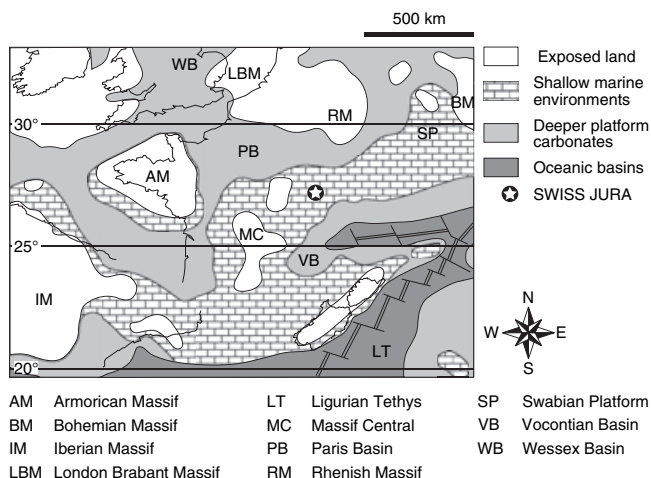 500 km
WB
LBM
BM
RM
SP
30°
PB
AM
MC
25°
VB
IM
LT
20°
Exposed land
Shallow marine
environments
Deeper platform
carbonates
Oceanic basins
SWISS JURA
N
W E
S
AM Armorican Massif
BM Bohemian Massif
IM Iberian Massif
LBM London Brabant Massif
LT Ligurian Tethys
MC Massif Central
PB Paris Basin
RM Rhenish Massif
SP Swabian Platform
VB Vocontian Basin
WB Wessex Basin